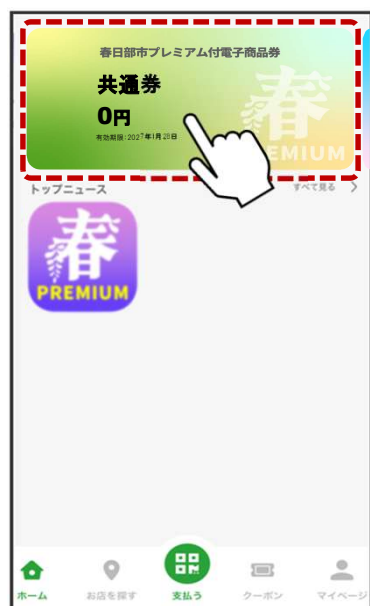 春日部市プレミアム付電子商品券
共通券
0円
有効期限:2027年1月28日
春
EMIUM
トップニュース
すべて見る
春
PREMIUM
ホーム
お店を探す
支払う
クーポン
マイページ